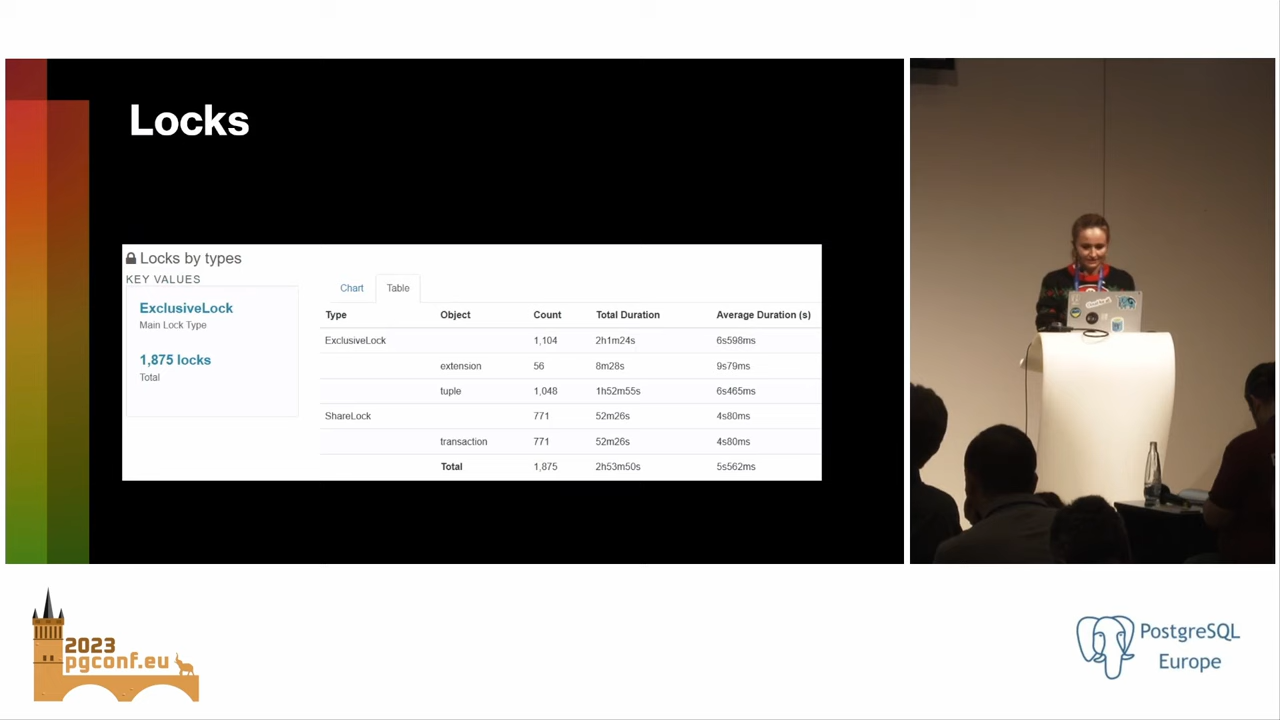 Locks
Locks by types
KEY VALUES
ExclusiveLock
Main Lock Type
1,875 locks
Total
Chart Table
Type Object Count Total Duration Average Duration (s)
ExclusiveLock 1,104 2h1m24s 6s598ms
extension 56 8m28s 9s79ms
tuple 1,048 1h52m55s 6s465ms
ShareLock 771 52m26s 4s80ms
transaction 771 52m26s 4s80ms
Total 1,875 2h53m50s 5s562ms
2023
pgconf.eu
PostgreSQL
Europe